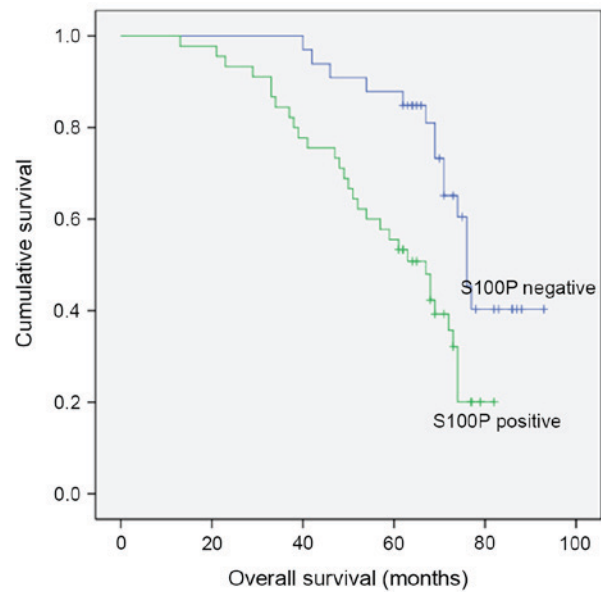 1.0
0.8
0.6
0.4
0.2
0.0
Cumulative survival
S100P negative
S100P positive
0 20 40 60 80 100
Overall survival (months)